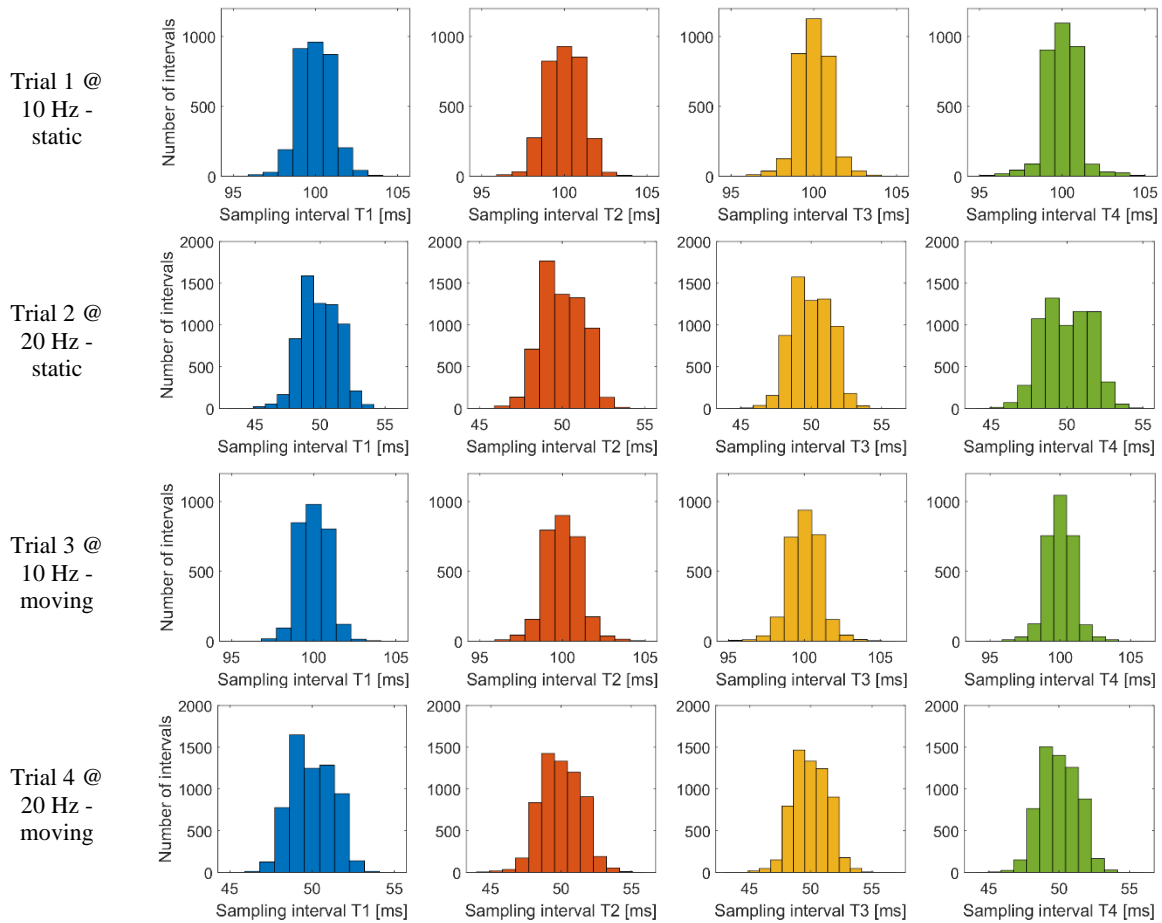 Trial 1 @
10 Hz -
static
Number of intervals
1000
500
0
95 100 105
Sampling interval T1 [ms]
1000
500
0
95 100 105
Sampling interval T2 [ms]
1000
500
0
95 100 105
Sampling interval T3 [ms]
1000
500
0
95 100 105
Sampling interval T4 [ms]
Trial 2 @
20 Hz -
static
Number of intervals
2000
1500
1000
500
0
45 50 55
Sampling interval T1 [ms]
2000
1500
1000
500
0
45 50 55
Sampling interval T2 [ms]
2000
1500
1000
500
0
45 50 55
Sampling interval T3 [ms]
2000
1500
1000
500
0
45 50 55
Sampling interval T4 [ms]
Trial 3 @
10 Hz -
moving
Number of intervals
1000
500
0
95 100 105
Sampling interval T1 [ms]
1000
500
0
95 100 105
Sampling interval T2 [ms]
1000
500
0
95 100 105
Sampling interval T3 [ms]
1000
500
0
95 100 105
Sampling interval T4 [ms]
Trial 4 @
20 Hz -
moving
Number of intervals
2000
1500
1000
500
0
45 50 55
Sampling interval T1 [ms]
2000
1500
1000
500
0
45 50 55
Sampling interval T2 [ms]
2000
1500
1000
500
0
45 50 55
Sampling interval T3 [ms]
2000
1500
1000
500
0
45 50 55
Sampling interval T4 [ms]